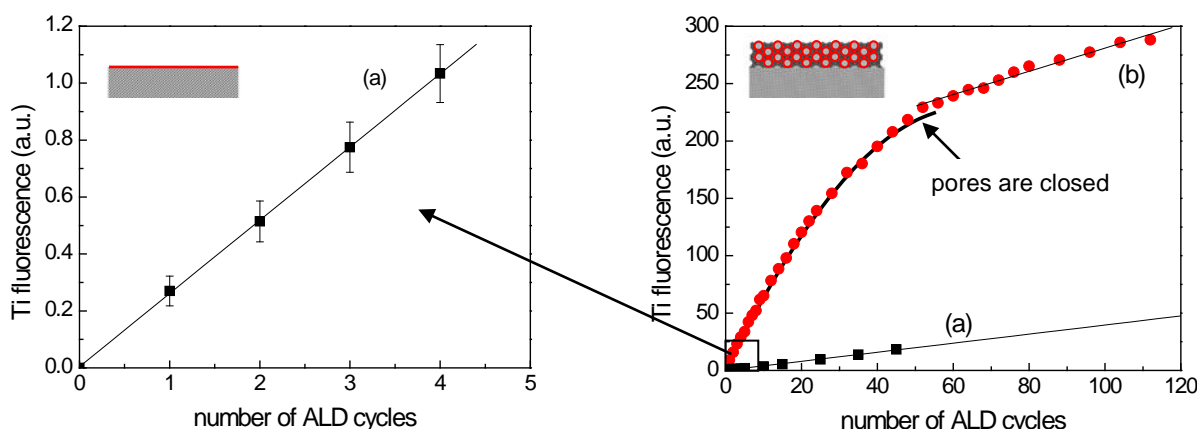 1.2
1.0
0.8
0.6
0.4
0.2
0.0
0 1 2 3 4 5
Ti fluorescence (a.u.)
number of ALD cycles
(a)
300
250
200
150
100
50
0
0 20 40 60 80 100 120
Ti fluorescence (a.u.)
number of ALD cycles
(b)
pores are closed
(a)